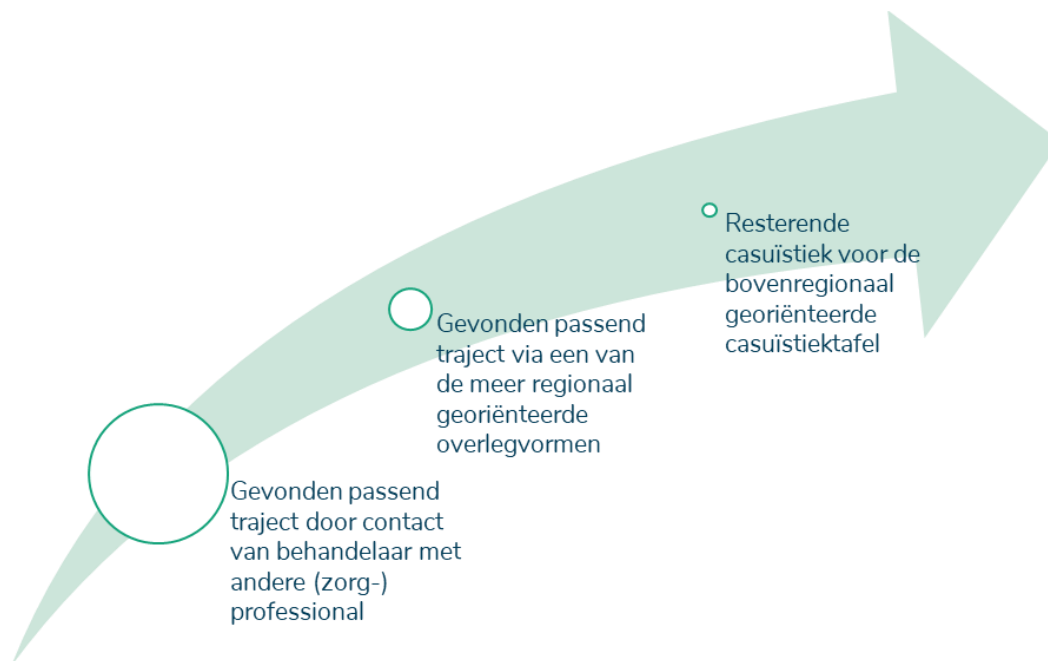 Resterende
casuïstiek voor de
bovenregionaal
georiënteerde
casuïstiektafel
Gevonden passend
traject via een van
de meer regionaal
georiënteerde
overlegvormen
Gevonden passend
traject door contact
van behandelaar met
andere (zorg-)
professional